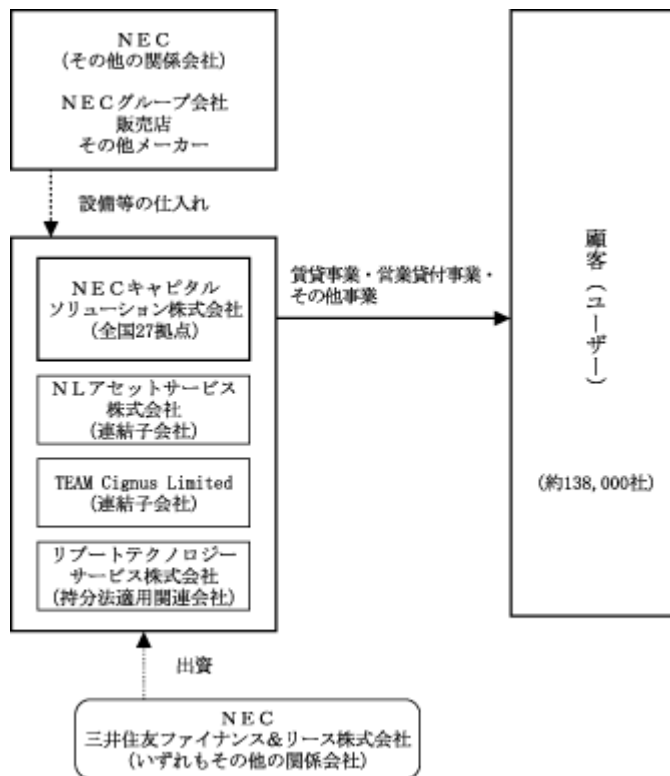 ＮＥＣ
(その他の関係会社)
ＮＥＣグループ会社
販売店
その他メーカー
設備等の仕入れ
ＮＥＣキャピタル
ソリューション株式会社
(全国27拠点)
ＮＬアセットサービス
株式会社
(連結子会社)
TEAM Cignus Limited
(連結子会社)
リブートテクノロジー
サービス株式会社
(持分法適用関連会社)
賃貸事業・営業貸付事業・
その他事業
顧客（ユーザー）
(約138,000社)
出資
ＮＥＣ
三井住友ファイナンス＆リース株式会社
(いずれもその他の関係会社)